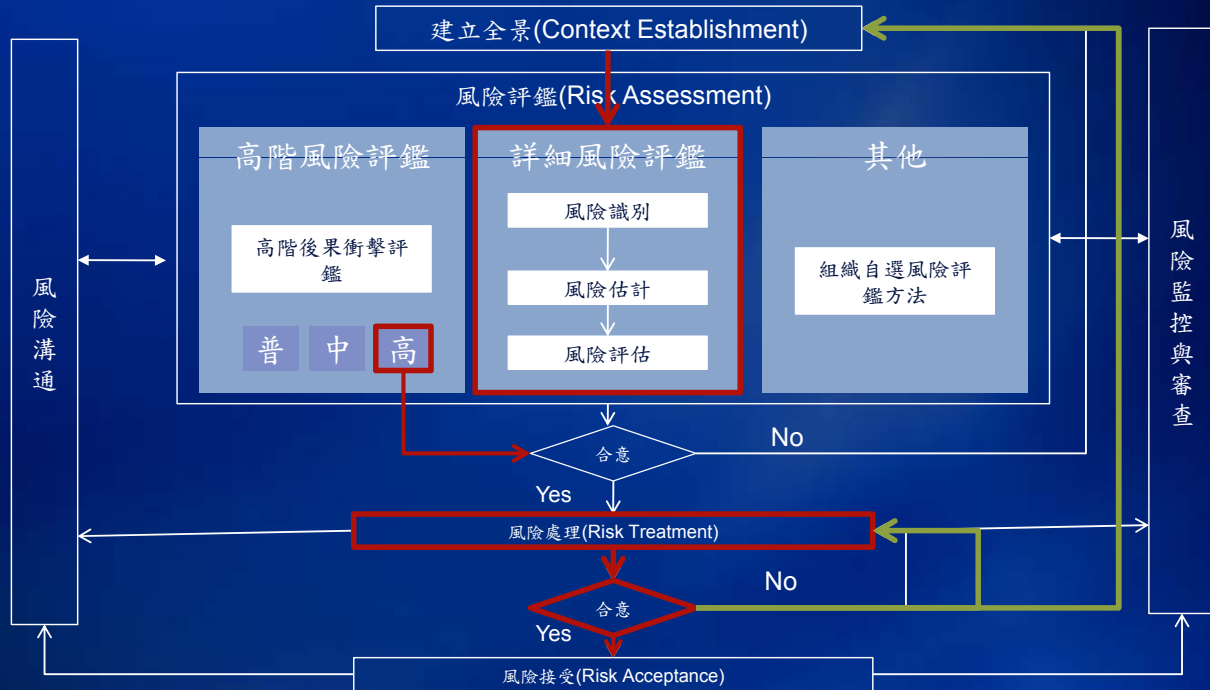 建立全景(Context Establishment)
風險評鑑(Risk Assessment)
高階風險評鑑
詳細風險評鑑
其他
風險識別
高階後果衝擊評
鑑
組織自選風險評
鑑方法
風險估計
普
中
高
風險評估
風險溝通
風險監控與審查
合意
No
Yes
風險處理(Risk Treatment)
No
合意
Yes
風險接受(Risk Acceptance)